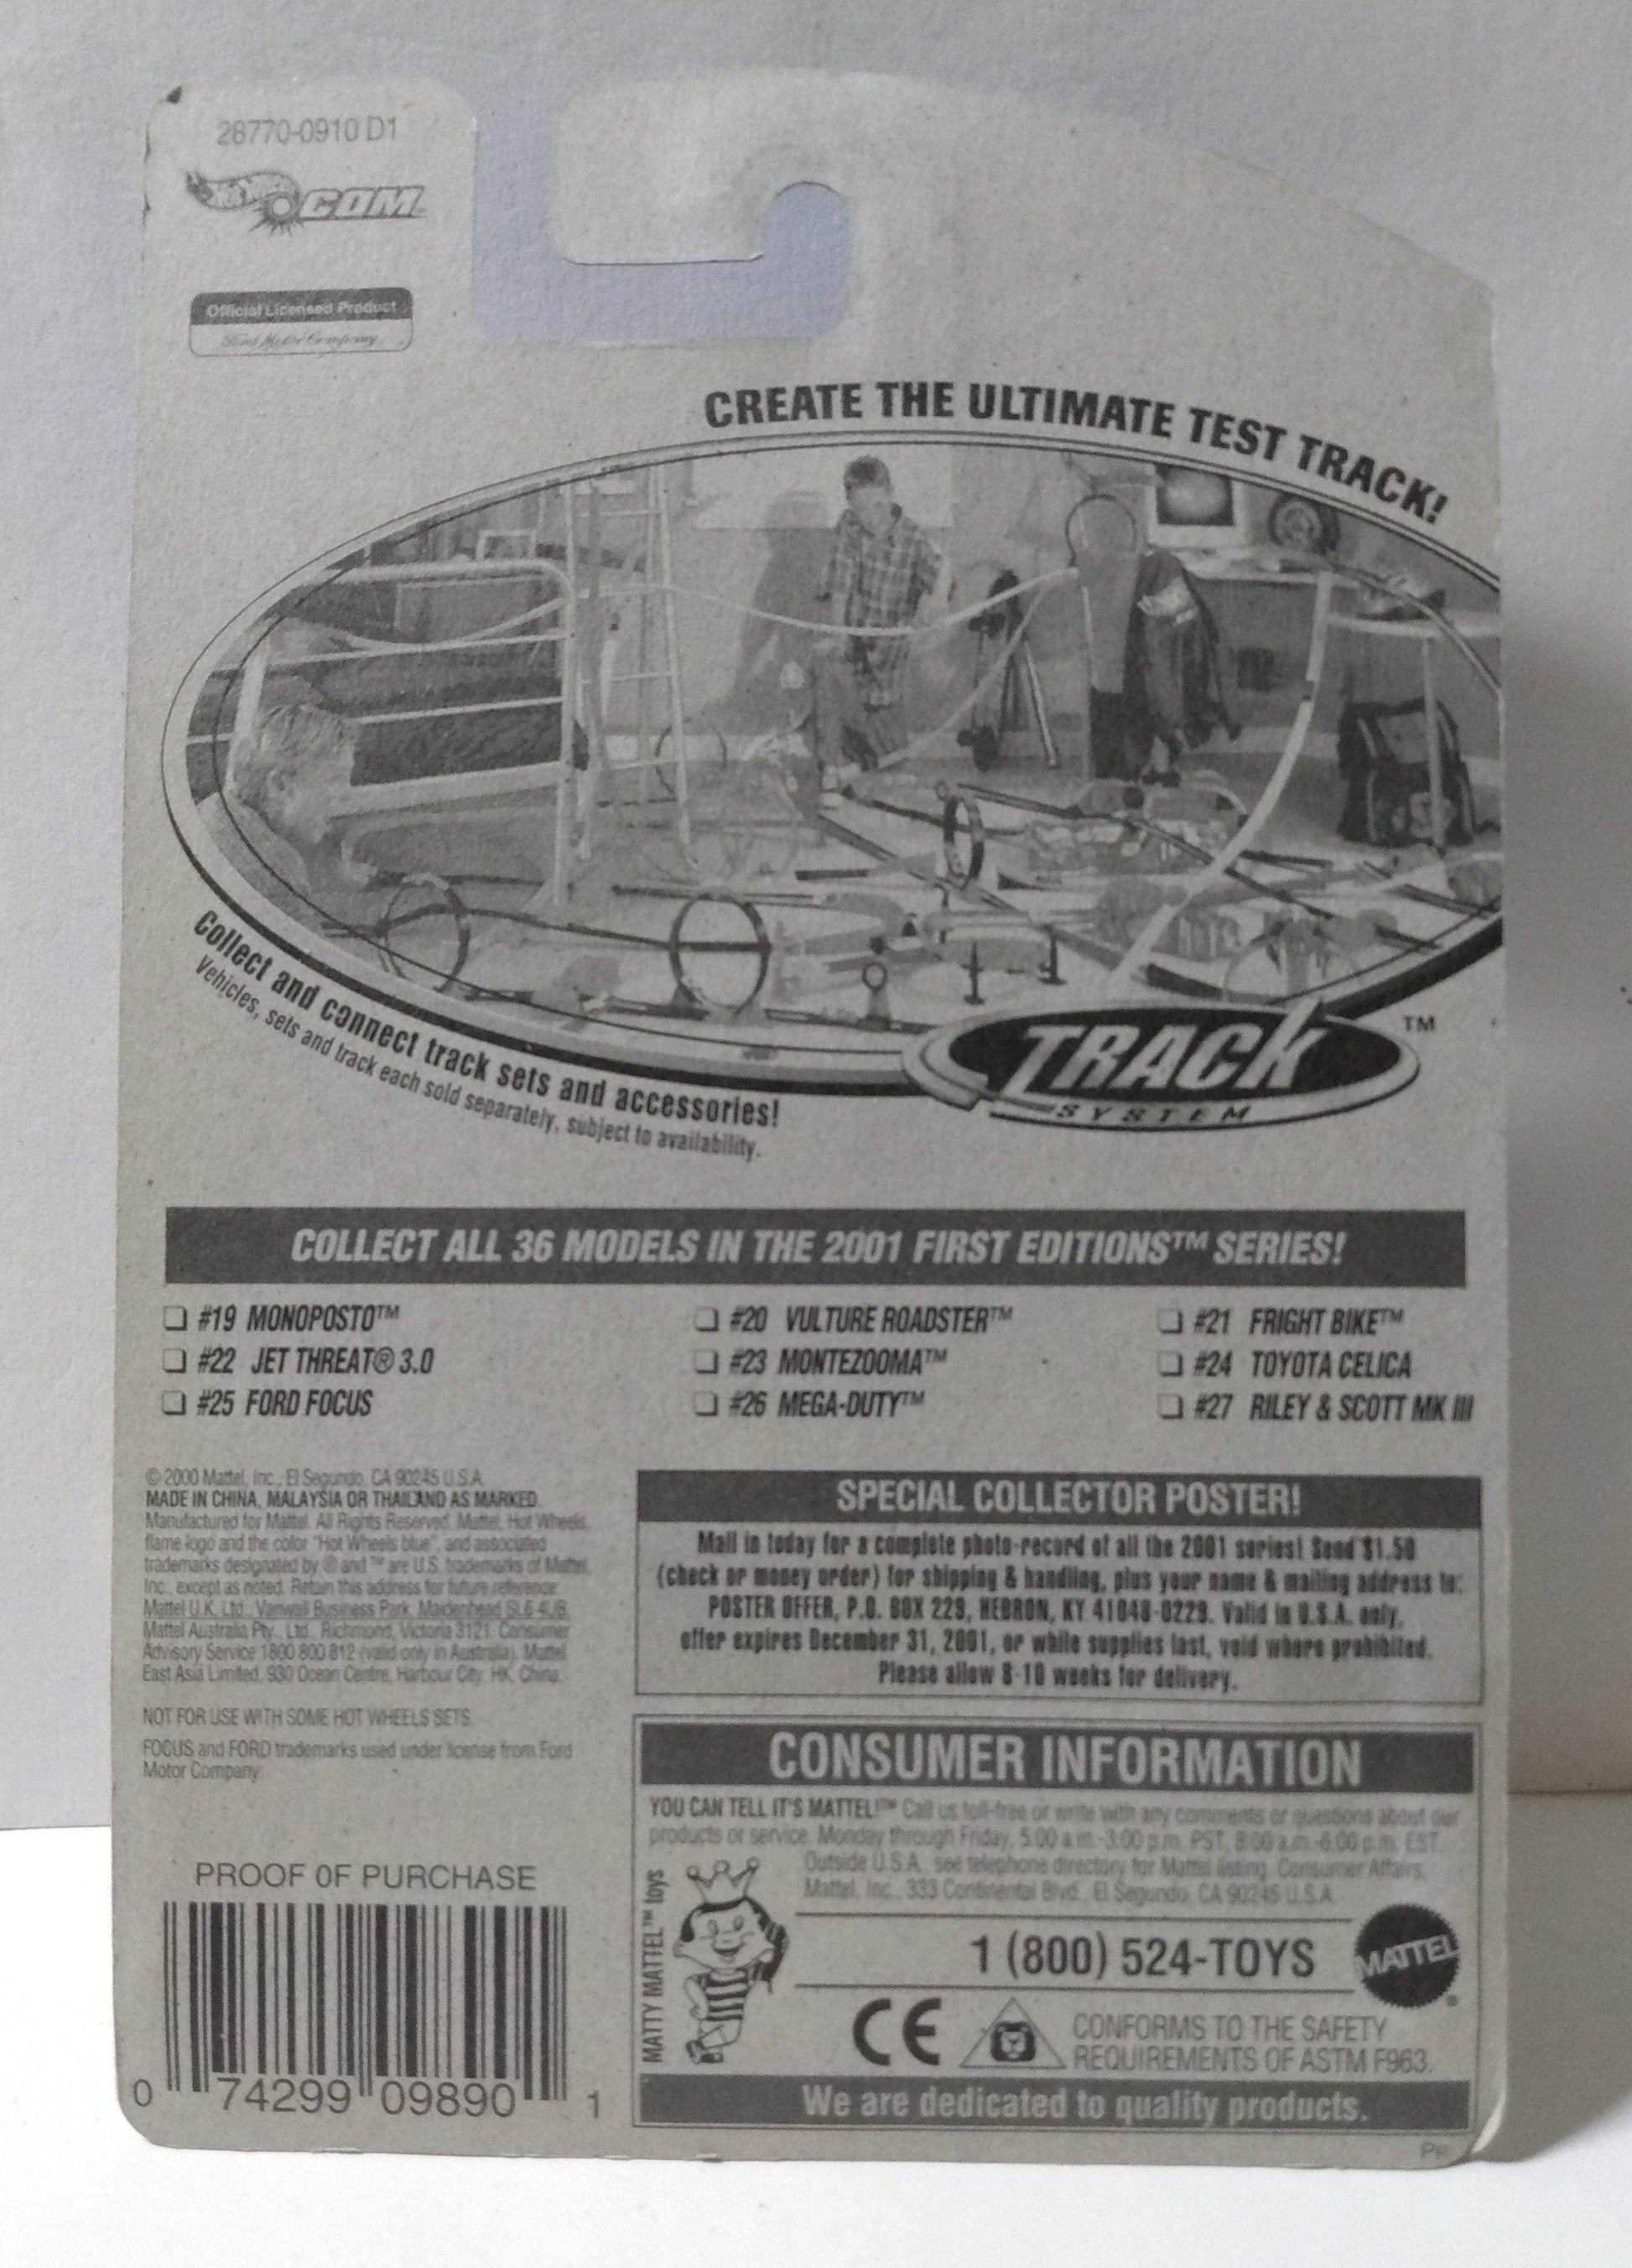 28770-0910 D1
HOT WHEELS.COM
Official Licensed Product
Ford Motor Company
CREATE THE ULTIMATE TEST TRACK!
Collect and connect track sets and accessories!
Vehicles, sets and track each sold separately, subject to availability.
TRACK TM
SYSTEM
COLLECT ALL 36 MODELS IN THE 2001 FIRST EDITIONS™ SERIES!
#19 MONOPOSTO™
#20 VULTURE ROADSTER™
#21 FRIGHT BIKE™
#22 JET THREAT® 3.0
#23 MONTEZOOMA™
#24 TOYOTA CELICA
#25 FORD FOCUS
#26 MEGA-DUTY™
#27 RILEY & SCOTT MK III
© 2000 Mattel, Inc., El Segundo, CA 90245 U.S.A.
MADE IN CHINA, MALAYSIA OR THAILAND AS MARKED.
Manufactured for Mattel. All Rights Reserved. Mattel, Hot Wheels,
flame logo and the color "Hot Wheels blue", and associated
trademarks designated by ® and ™ are U.S. trademarks of Mattel,
Inc., except as noted. Retain this address for future reference:
Mattel U.K. Ltd., Vanwall Business Park, Maidenhead SL6 4UB.
Mattel Australia Pty., Ltd., Richmond, Victoria 3121. Consumer
Advisory Service 1800 800 812 (valid only in Australia). Mattel
East Asia Limited, 930 Ocean Centre, Harbour City, HK, China.
NOT FOR USE WITH SOME HOT WHEELS SETS.
FOCUS and FORD trademarks used under license from Ford
Motor Company.
PROOF OF PURCHASE
0 74299 09890 1
SPECIAL COLLECTOR POSTER!
Mail in today for a complete photo-record of all the 2001 series! Send $1.50
(check or money order) for shipping & handling, plus your name & mailing address to:
POSTER OFFER, P.O. BOX 229, HEBRON, KY 41048-0229. Valid in U.S.A. only,
offer expires December 31, 2001, or while supplies last, void where prohibited.
Please allow 8-10 weeks for delivery.
CONSUMER INFORMATION
YOU CAN TELL IT'S MATTEL!™ Call us toll-free or write with any comments or questions about our
products or service, Monday through Friday, 5:00 a.m.-3:00 p.m. PST, 8:00 a.m.-6:00 p.m. EST.
Outside U.S.A. see telephone directory for Mattel listing. Consumer Affairs,
Mattel, Inc., 333 Continental Blvd., El Segundo, CA 90245 U.S.A.
MATTY MATTEL™ toys
1 (800) 524-TOYS
MATTEL®
CE
CONFORMS TO THE SAFETY
REQUIREMENTS OF ASTM F963.
We are dedicated to quality products.